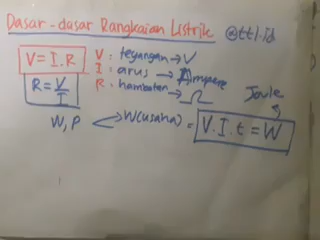 Dasar-dasar Rangkaian Listrik @ttl.id
V = I.R
V : tegangan → V
I : arus → Ampere
R : hambatan → Ω
R = V/I
Joule
W, P < → W(usaha) = V.I.t = W